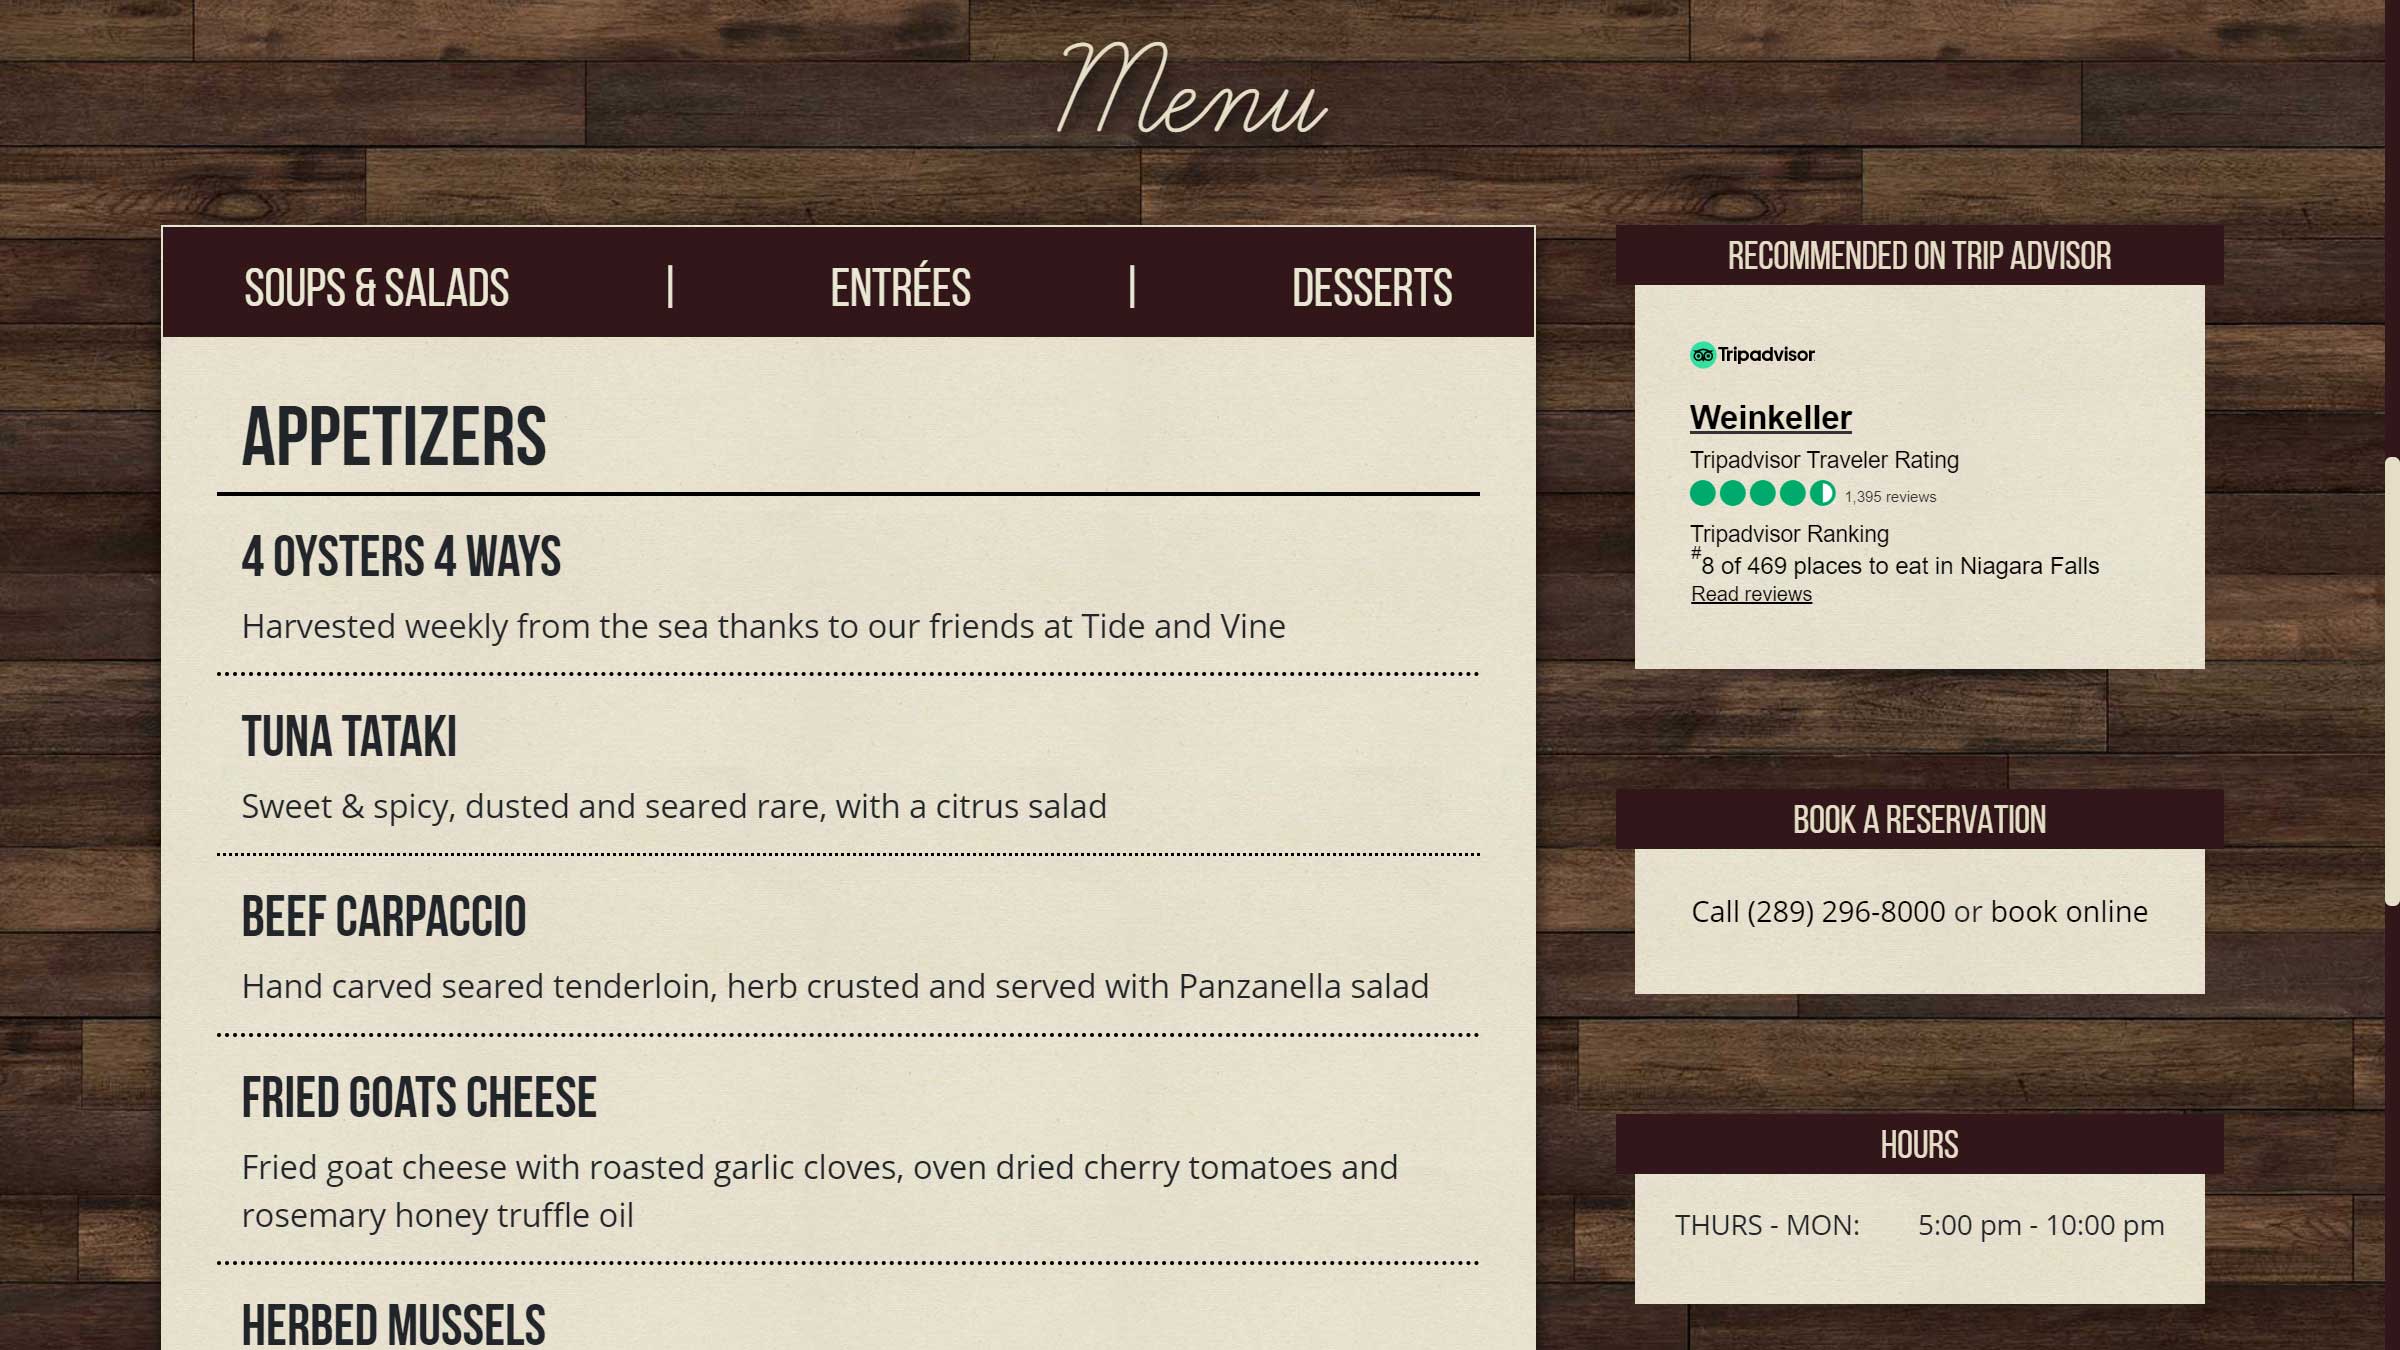 Menu
SOUPS & SALADS | ENTRÉES | DESSERTS
APPETIZERS
4 OYSTERS 4 WAYS
Harvested weekly from the sea thanks to our friends at Tide and Vine
TUNA TATAKI
Sweet & spicy, dusted and seared rare, with a citrus salad
BEEF CARPACCIO
Hand carved seared tenderloin, herb crusted and served with Panzanella salad
FRIED GOATS CHEESE
Fried goat cheese with roasted garlic cloves, oven dried cherry tomatoes and
rosemary honey truffle oil
HERBED MUSSELS
RECOMMENDED ON TRIP ADVISOR
Tripadvisor
Weinkeller
Tripadvisor Traveler Rating
1,395 reviews
Tripadvisor Ranking
#8 of 469 places to eat in Niagara Falls
Read reviews
BOOK A RESERVATION
Call (289) 296-8000 or book online
HOURS
THURS - MON: 5:00 pm - 10:00 pm